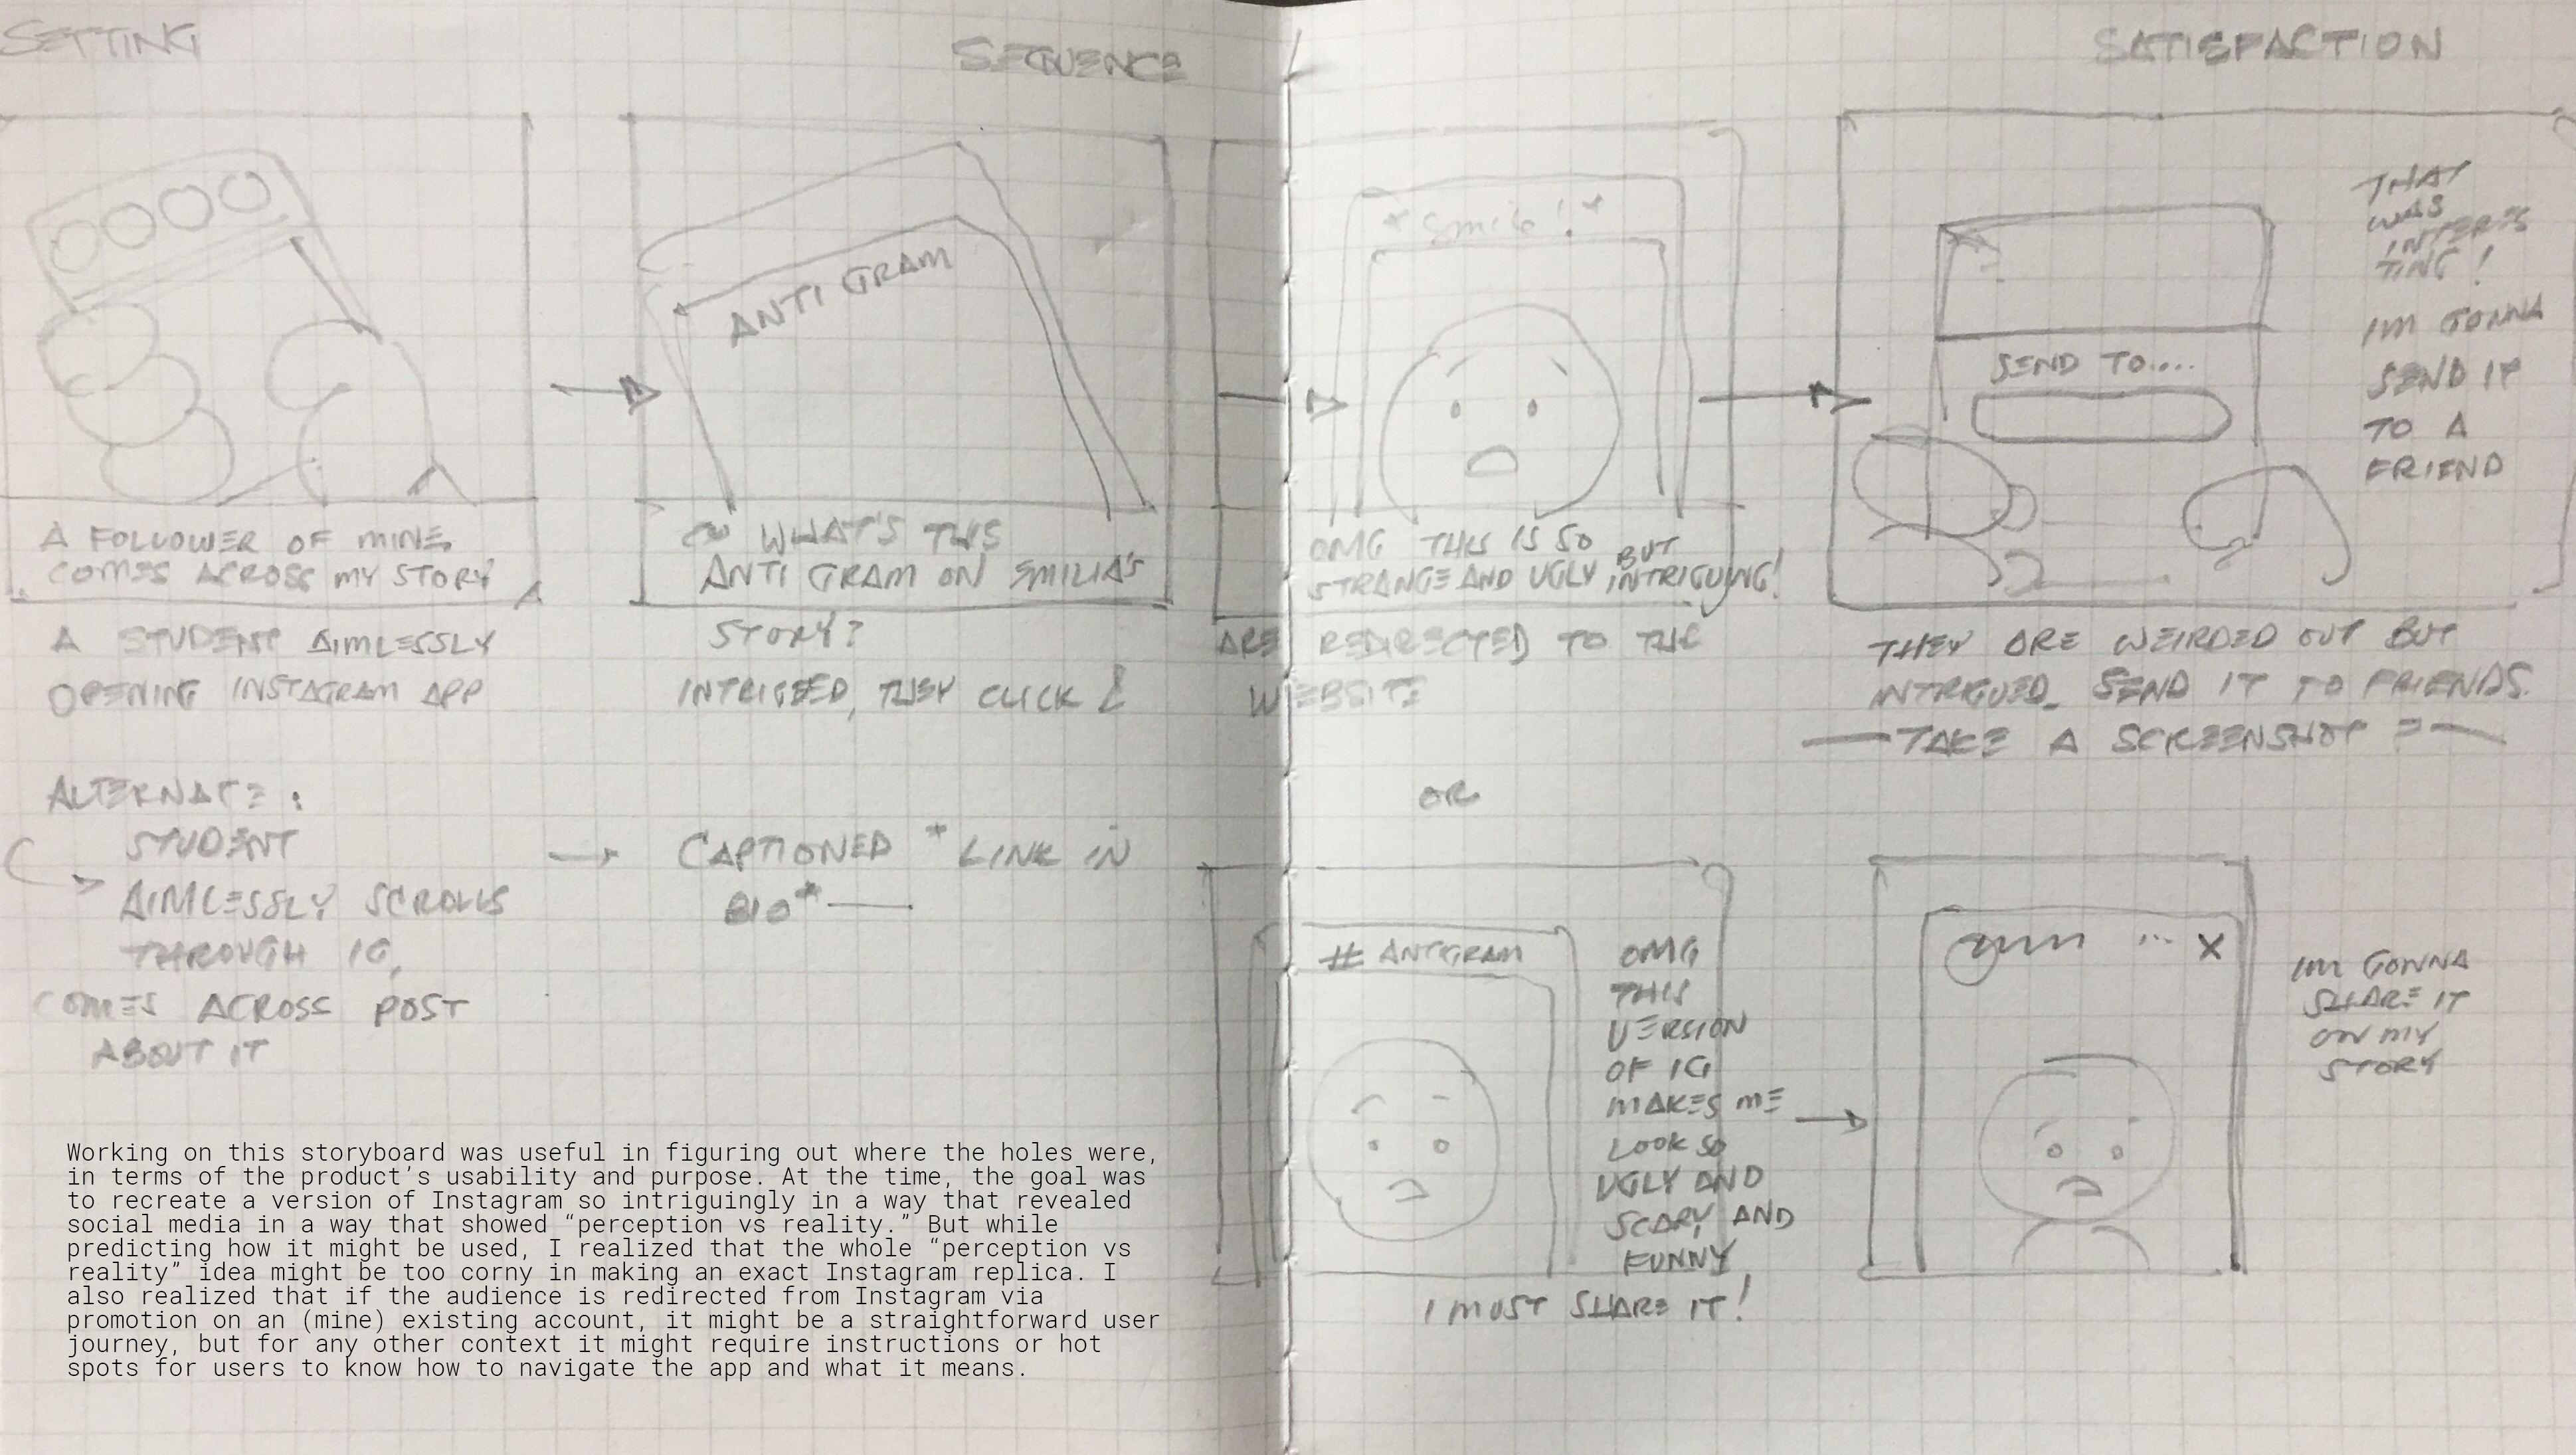 SETTING
SEQUENCE
SATISFACTION
ANTI GRAM
A FOLLOWER OF MINE
COMES ACROSS MY STORY
A STUDENT AIMLESSLY
OPENING INSTAGRAM APP
WHAT'S THIS
ANTI GRAM ON EMILIA'S
STORY?
INTRIGEED, THEY CLICK &
* Smile! *
OMG THIS IS SO
STRANGE AND UGLY BUT INTRIGUING!
ARE REDIRECTED TO THE
WEBSITE
SEND TO....
THAT
WAS
INTERES
TING!
IM GONNA
SEND IT
TO A
FRIEND
THEY ARE WEIRDED OUT BUT
INTRIGUED. SEND IT TO FRIENDS.
TAKE A SCREENSHOT
ALTERNATE:
STUDENT
AIMLESSLY SCROLLS
THROUGH IG,
COMES ACROSS POST
ABOUT IT
CAPTIONED * LINK IN
BIO*
OR
# ANTIGRAM
OMG
THIS
VERSION
OF IG
MAKES ME
LOOK SO
UGLY AND
SCARY AND
FUNNY
I MUST SHARE IT!
... X
IM GONNA
SHARE IT
ON MY
STORY
Working on this storyboard was useful in figuring out where the holes were,
in terms of the product’s usability and purpose. At the time, the goal was
to recreate a version of Instagram so intriguingly in a way that revealed
social media in a way that showed “perception vs reality.” But while
predicting how it might be used, I realized that the whole “perception vs
reality” idea might be too corny in making an exact Instagram replica. I
also realized that if the audience is redirected from Instagram via
promotion on an (mine) existing account, it might be a straightforward user
journey, but for any other context it might require instructions or hot
spots for users to know how to navigate the app and what it means.